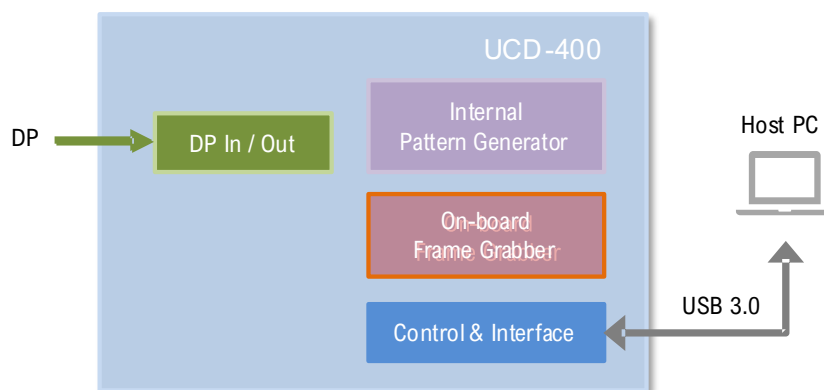 UCD-400
DP
DP In / Out
Internal
Pattern Generator
Host PC
On-board
Frame Grabber
USB 3.0
Control & Interface